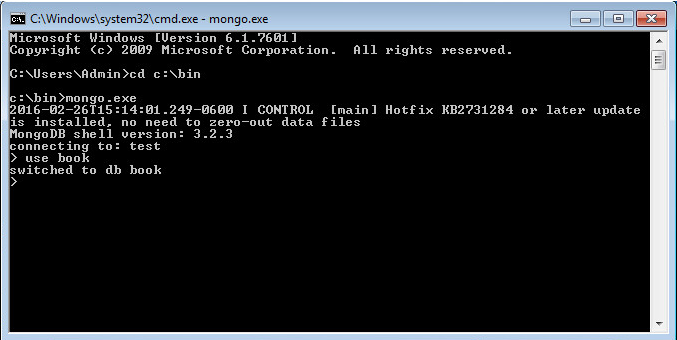 C:\Windows\system32\cmd.exe - mongo.exe
Microsoft Windows [Version 6.1.7601]
Copyright (c) 2009 Microsoft Corporation.  All rights reserved.
C:\Users\Admin>cd c:\bin
c:\bin>mongo.exe
2016-02-26T15:14:01.249-0600 I CONTROL  [main] Hotfix KB2731284 or later update
is installed, no need to zero-out data files
MongoDB shell version: 3.2.3
connecting to: test
> use book
switched to db book
>